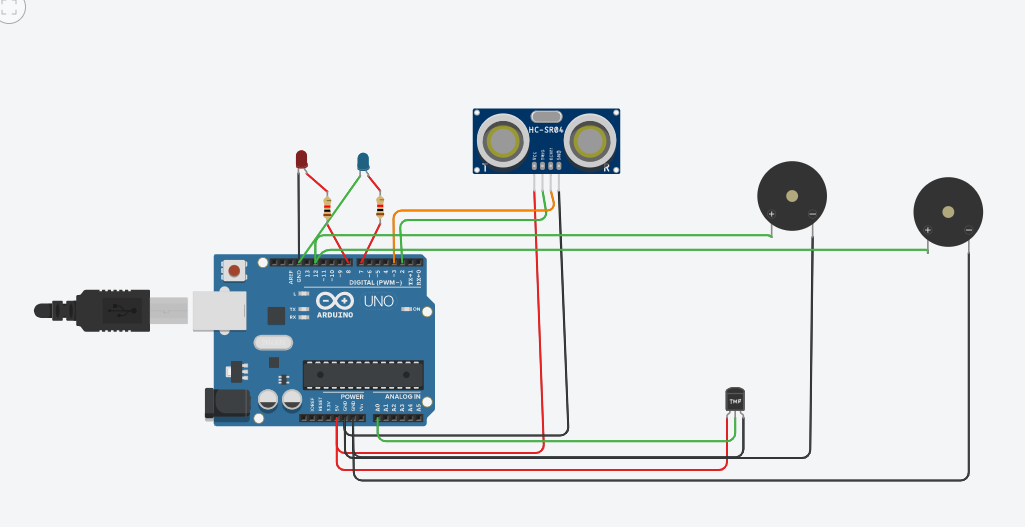 HC-SR04
VCC
TRIG
ECHO
GND
T
R
+
−
+
−
AREF
GND
13
12
~11
~10
~9
8
7
~6
~5
4
~3
2
TX→1
RX←0
DIGITAL (PWM~)
L
TX
RX
UNO
ARDUINO
ON
POWER
ANALOG IN
IOREF
RESET
3.3V
5V
GND
GND
Vin
A0
A1
A2
A3
A4
A5
TMP